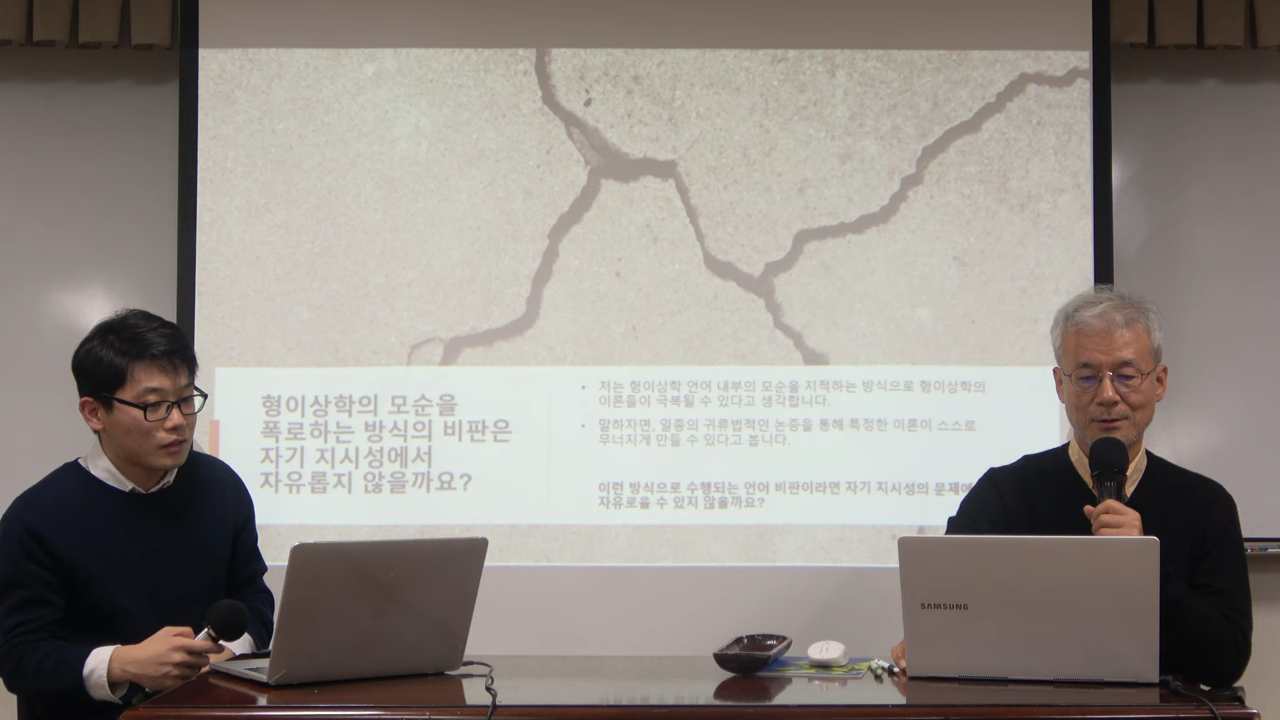 형이상학의 모순을
폭로하는 방식의 비판은
자기 지시성에서
자유롭지 않을까요?
• 저는 형이상학 언어 내부의 모순을 지적하는 방식으로 형이상학의
이론들이 극복될 수 있다고 생각합니다.
• 말하자면, 일종의 귀류법적인 논증을 통해 특정한 이론이 스스로
무너지게 만들 수 있다고 봅니다.
이런 방식으로 수행되는 언어 비판이라면 자기 지시성의 문제에
자유로울 수 있지 않을까요?
SAMSUNG